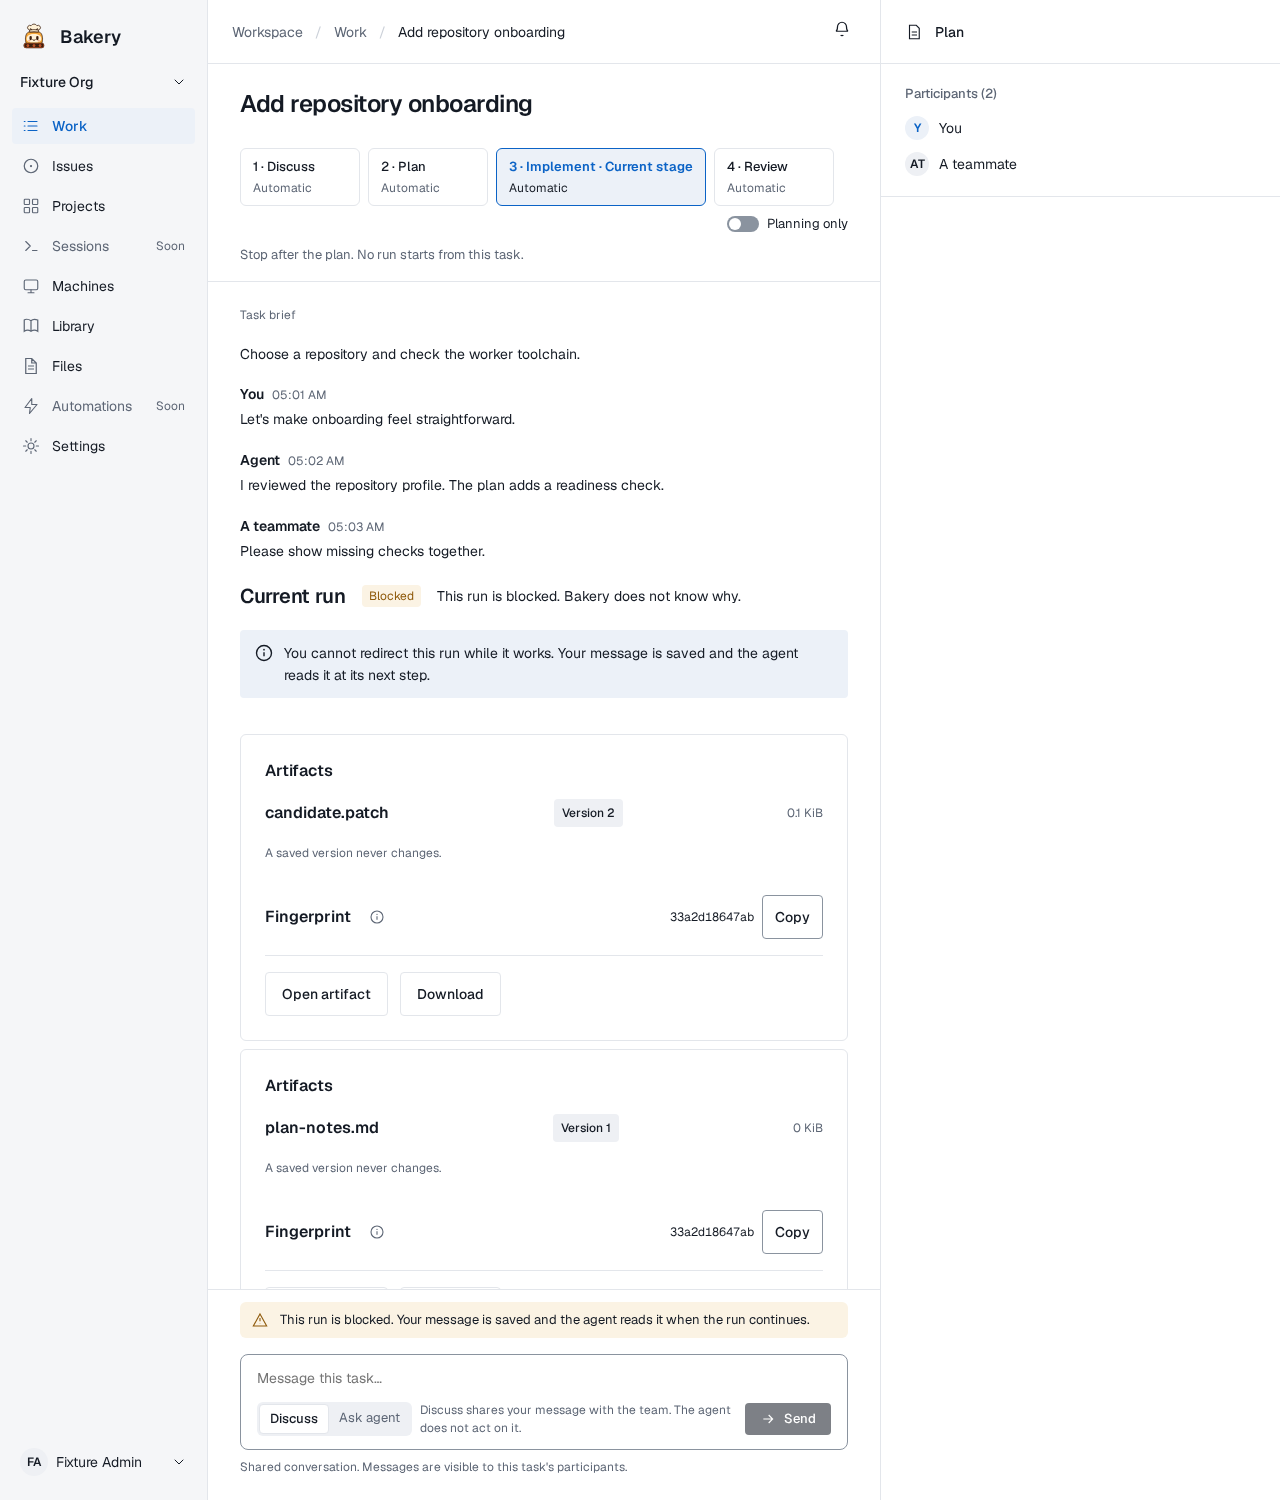 Bakery
Fixture Org
Work
Issues
Projects
Sessions Soon
Machines
Library
Files
Automations Soon
Settings
FA Fixture Admin
Workspace / Work / Add repository onboarding
Add repository onboarding
1 · Discuss
Automatic
2 · Plan
Automatic
3 · Implement · Current stage
Automatic
4 · Review
Automatic
Planning only
Stop after the plan. No run starts from this task.
Task brief
Choose a repository and check the worker toolchain.
You 05:01 AM
Let's make onboarding feel straightforward.
Agent 05:02 AM
I reviewed the repository profile. The plan adds a readiness check.
A teammate 05:03 AM
Please show missing checks together.
Current run Blocked This run is blocked. Bakery does not know why.
You cannot redirect this run while it works. Your message is saved and the agent
reads it at its next step.
Artifacts
candidate.patch Version 2 0.1 KiB
A saved version never changes.
Fingerprint 33a2d18647ab Copy
Open artifact Download
Artifacts
plan-notes.md Version 1 0 KiB
A saved version never changes.
Fingerprint 33a2d18647ab Copy
This run is blocked. Your message is saved and the agent reads it when the run continues.
Message this task...
Discuss Ask agent
Discuss shares your message with the team. The agent
does not act on it.
Send
Shared conversation. Messages are visible to this task's participants.
Plan
Participants (2)
Y You
AT A teammate